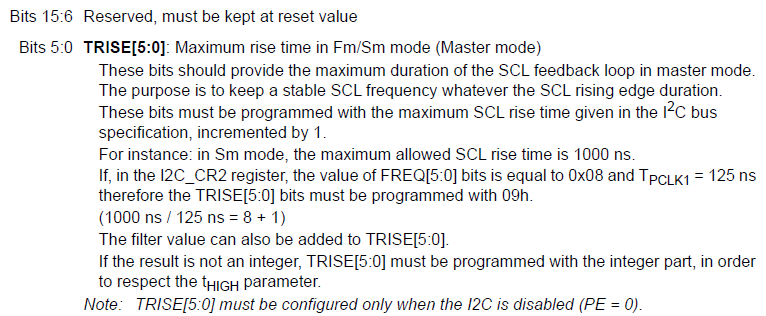 Bits 15:6 Reserved, must be kept at reset value
Bits 5:0 TRISE[5:0]: Maximum rise time in Fm/Sm mode (Master mode)
These bits should provide the maximum duration of the SCL feedback loop in master mode.
The purpose is to keep a stable SCL frequency whatever the SCL rising edge duration.
These bits must be programmed with the maximum SCL rise time given in the I2C bus
specification, incremented by 1.
For instance: in Sm mode, the maximum allowed SCL rise time is 1000 ns.
If, in the I2C_CR2 register, the value of FREQ[5:0] bits is equal to 0x08 and TPCLK1 = 125 ns
therefore the TRISE[5:0] bits must be programmed with 09h.
(1000 ns / 125 ns = 8 + 1)
The filter value can also be added to TRISE[5:0].
If the result is not an integer, TRISE[5:0] must be programmed with the integer part, in order
to respect the tHIGH parameter.
Note: TRISE[5:0] must be configured only when the I2C is disabled (PE = 0).